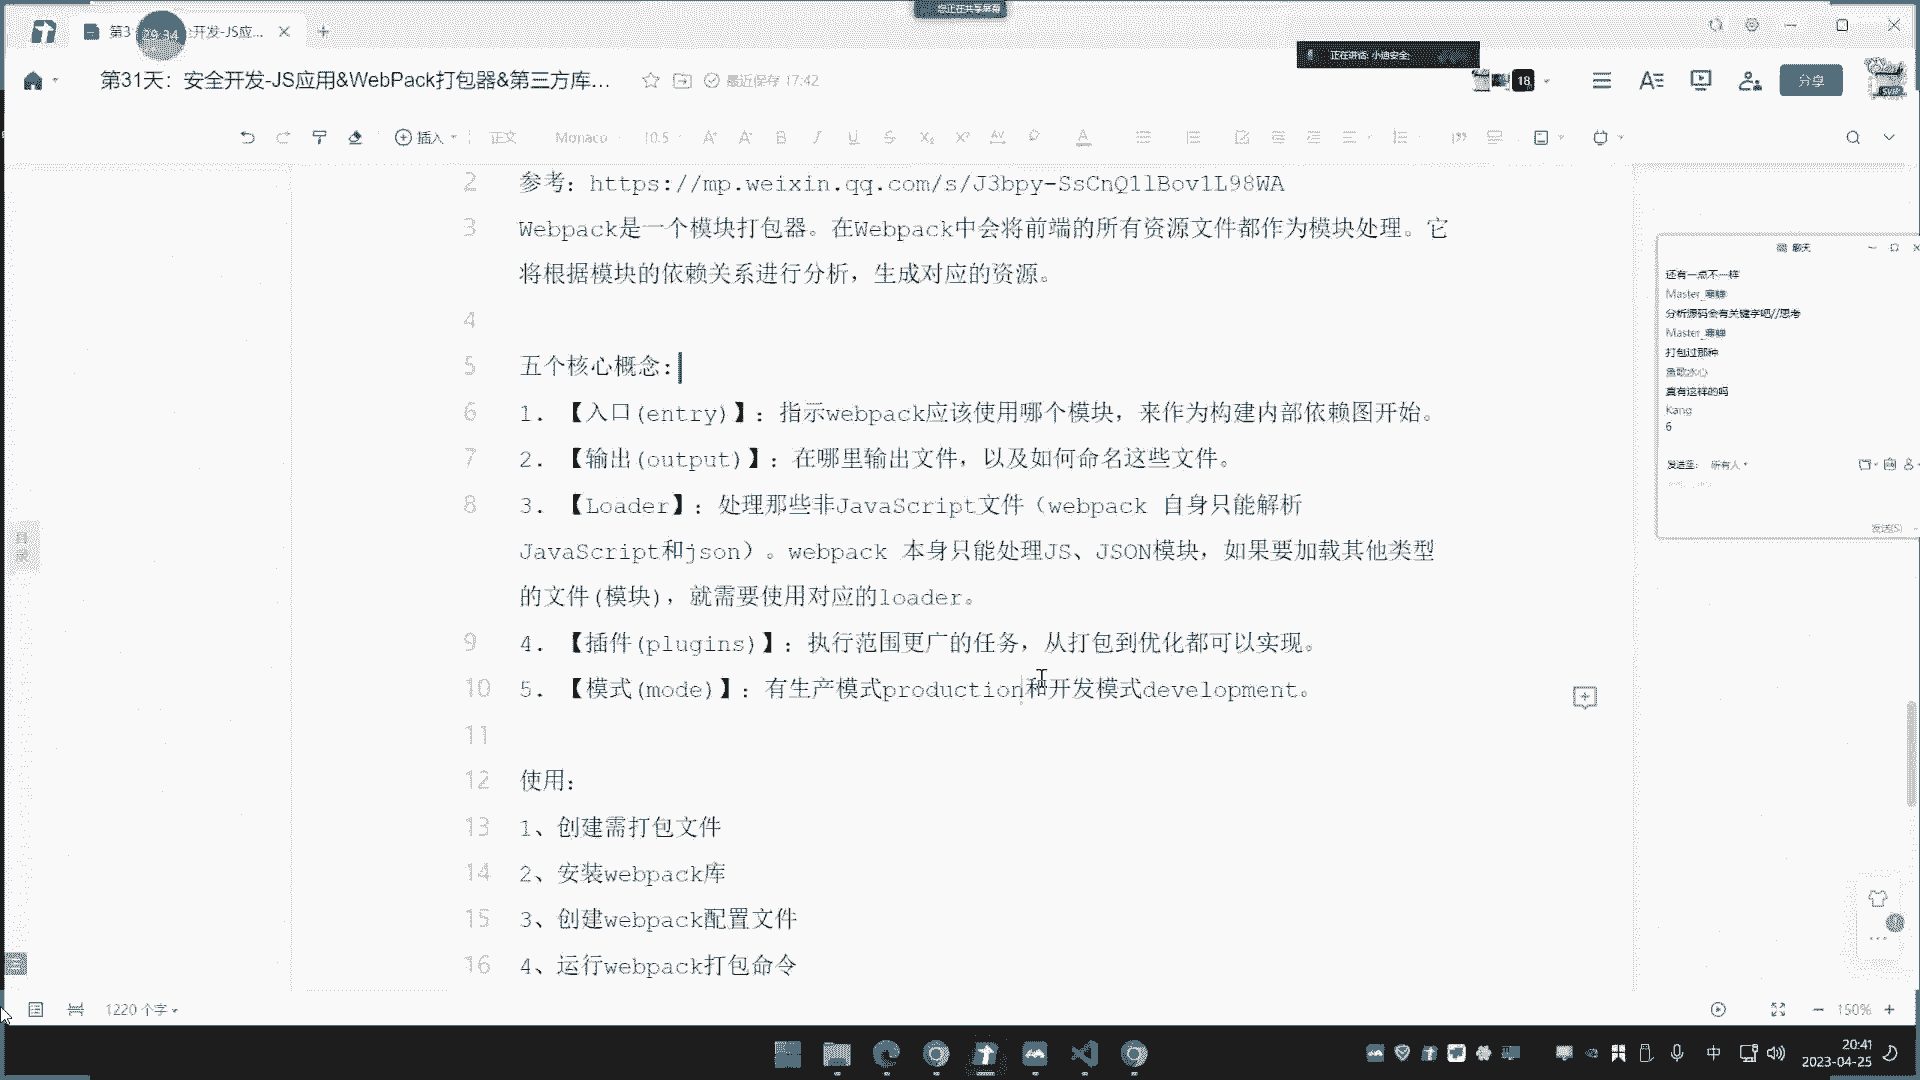 您正在共享屏幕
第3
29:34
开发-JS应...
正在讲话: 小迪安全;
第31天：安全开发-JS应用&WebPack打包器&第三方库...
最近保存 17:42
18
分享
插入
正文
Monaco
10.5
2 参考：https://mp.weixin.qq.com/s/J3bpy-SsCnQ1lBov1L98WA
3 Webpack是一个模块打包器。在Webpack中会将前端的所有资源文件都作为模块处理。它
将根据模块的依赖关系进行分析，生成对应的资源。
4
5 五个核心概念：
6 1. 【入口(entry)】：指示webpack应该使用哪个模块，来作为构建内部依赖图开始。
7 2. 【输出(output)】：在哪里输出文件，以及如何命名这些文件。
8 3. 【Loader】：处理那些非JavaScript文件（webpack 自身只能解析
JavaScript和json）。webpack 本身只能处理JS、JSON模块，如果要加载其他类型
的文件(模块)，就需要使用对应的loader。
9 4. 【插件(plugins)】：执行范围更广的任务，从打包到优化都可以实现。
10 5. 【模式(mode)】：有生产模式production和开发模式development。
11
12 使用：
13 1、创建需打包文件
14 2、安装webpack库
15 3、创建webpack配置文件
16 4、运行webpack打包命令
目录
聊天
还有一点不一样
Master
分析源码会有关键字吧//思考
Master
打包过那种
真有这样的吗
Kang
6
发送至: 所有人
发送(S)
1220 个字
150%
中
20:41
2023-04-25